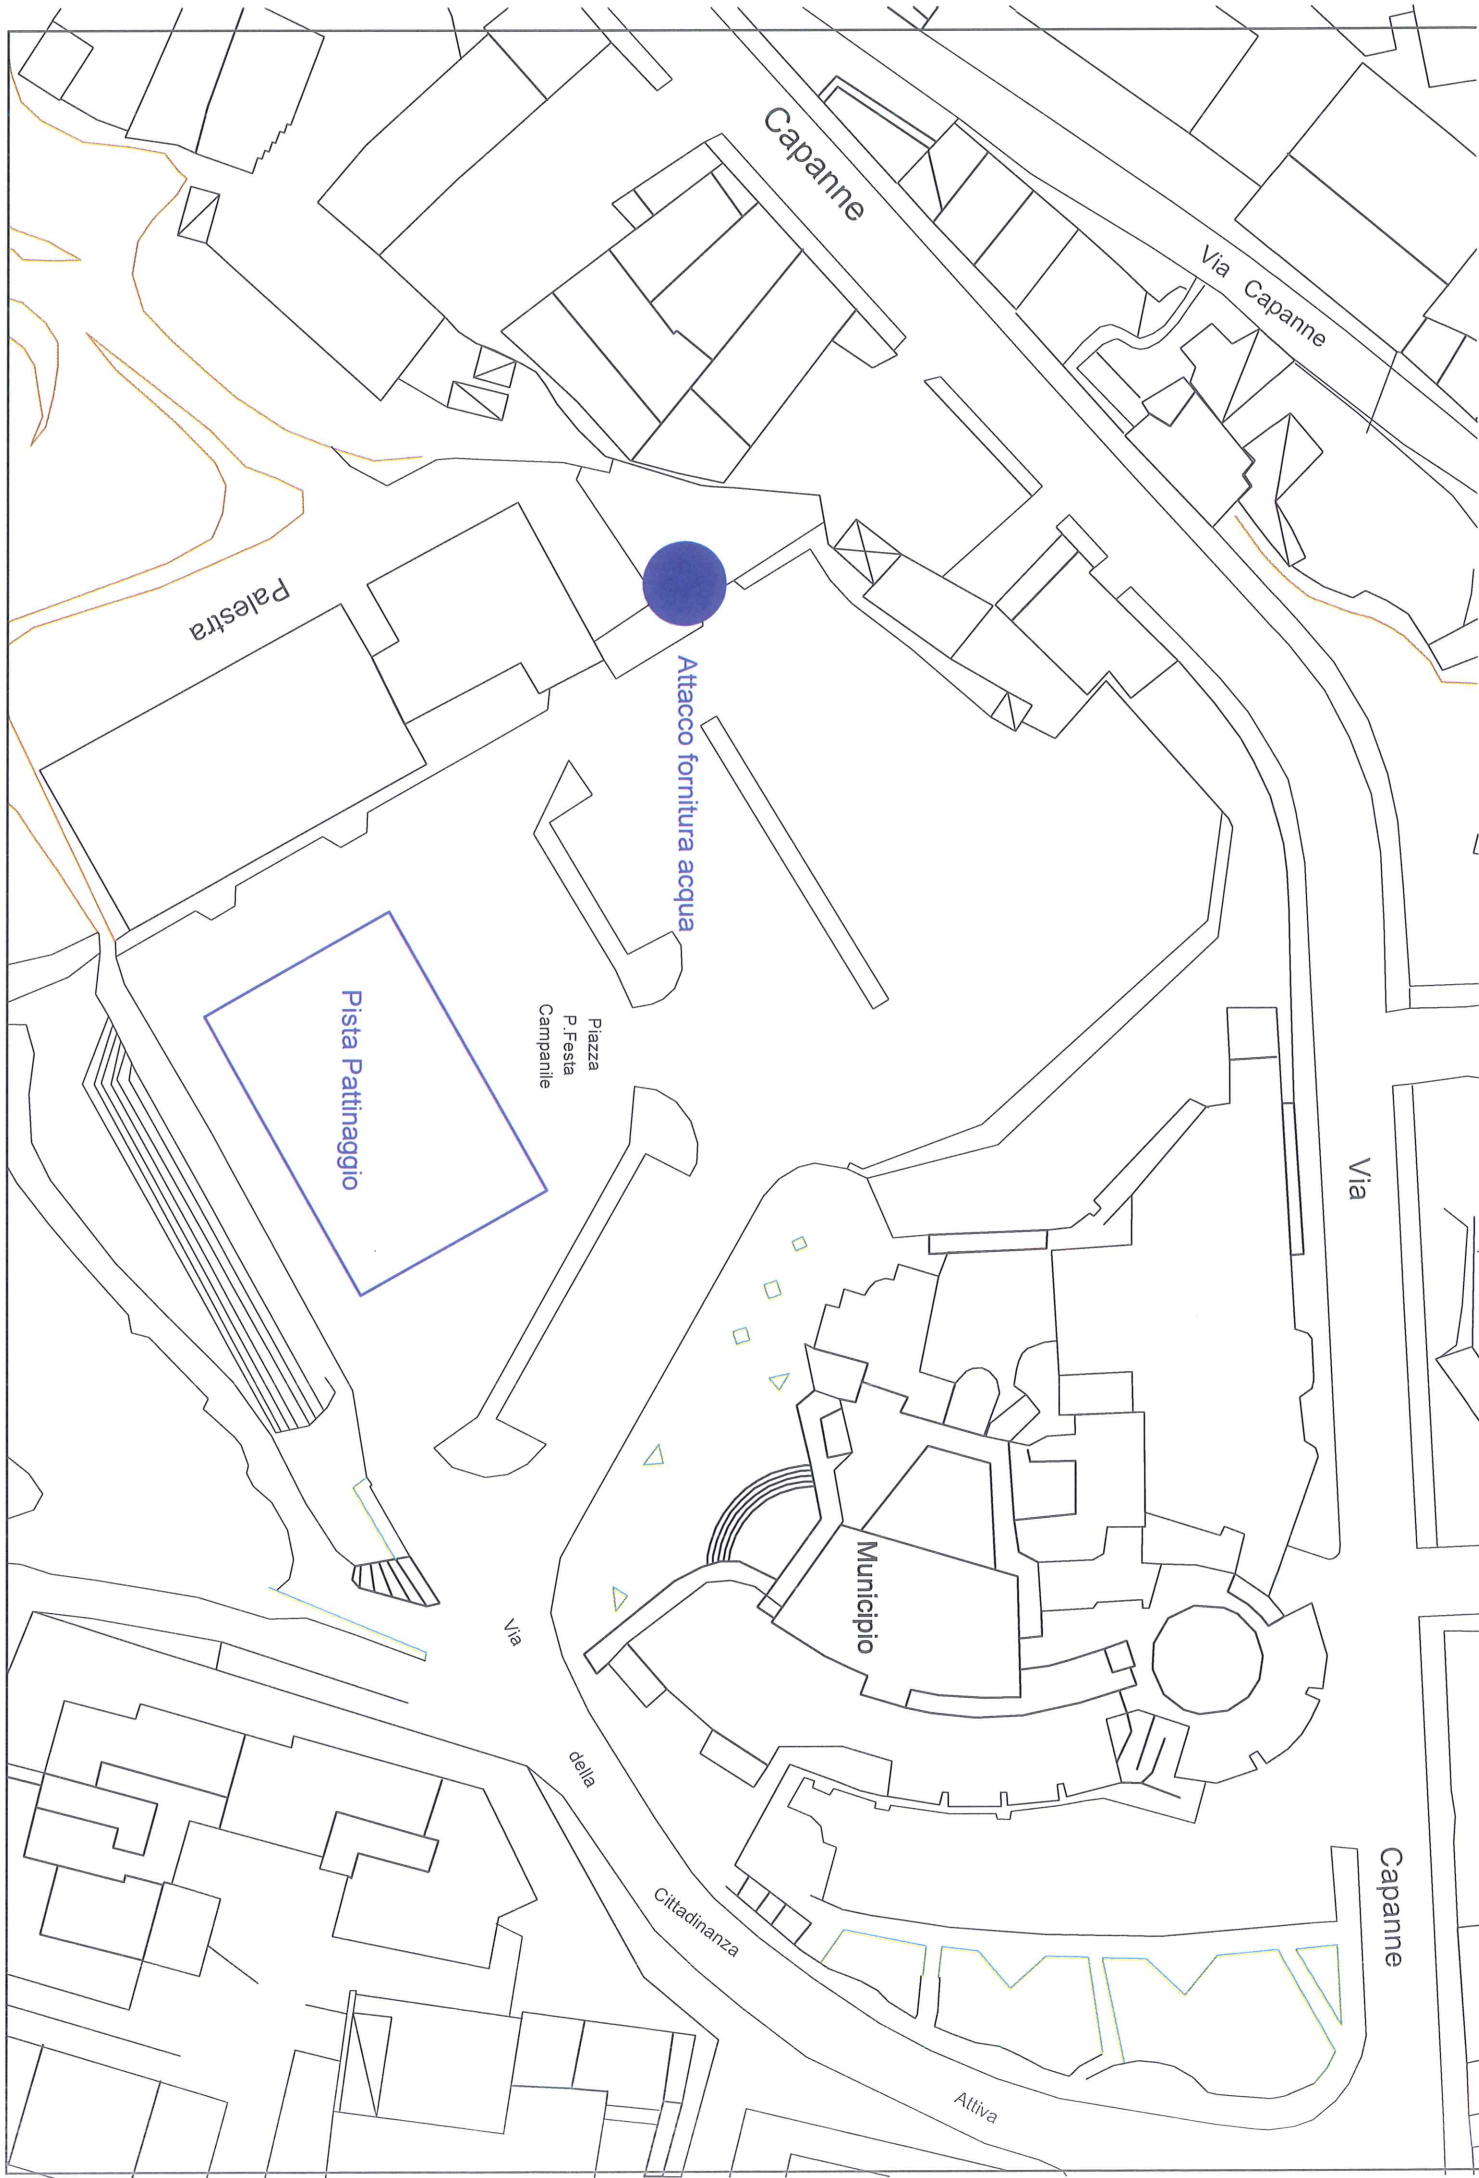 Capanne
Via Capanne
Palestra
Attacco fornitura acqua
Pista Pattinaggio
Piazza
P.Festa
Campanile
Via
Capanne
Municipio
Via
della
Cittadinanza
Attiva